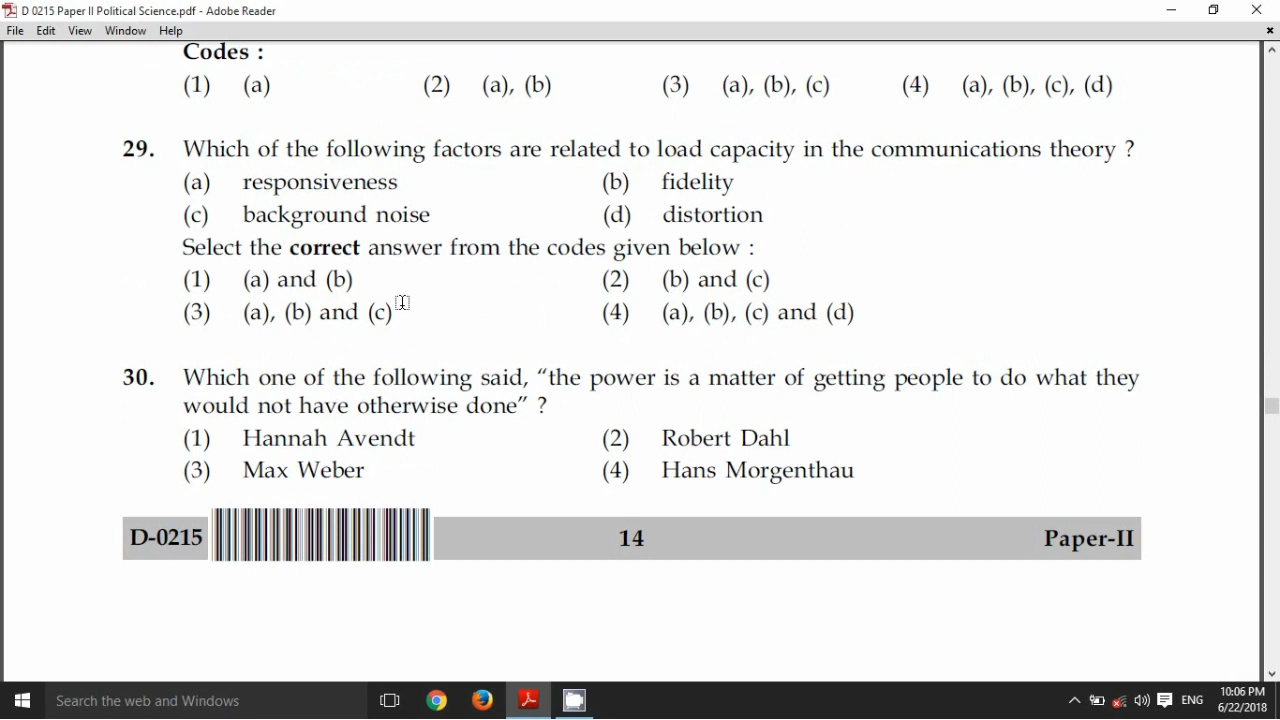 D 0215 Paper II Political Science.pdf - Adobe Reader
File Edit View Window Help
Codes :
(1) (a) (2) (a), (b) (3) (a), (b), (c) (4) (a), (b), (c), (d)
29. Which of the following factors are related to load capacity in the communications theory ?
(a) responsiveness (b) fidelity
(c) background noise (d) distortion
Select the correct answer from the codes given below :
(1) (a) and (b) (2) (b) and (c)
(3) (a), (b) and (c) (4) (a), (b), (c) and (d)
30. Which one of the following said, “the power is a matter of getting people to do what they
would not have otherwise done” ?
(1) Hannah Avendt (2) Robert Dahl
(3) Max Weber (4) Hans Morgenthau
D-0215 14 Paper-II
Search the web and Windows ENG 10:06 PM
6/22/2018